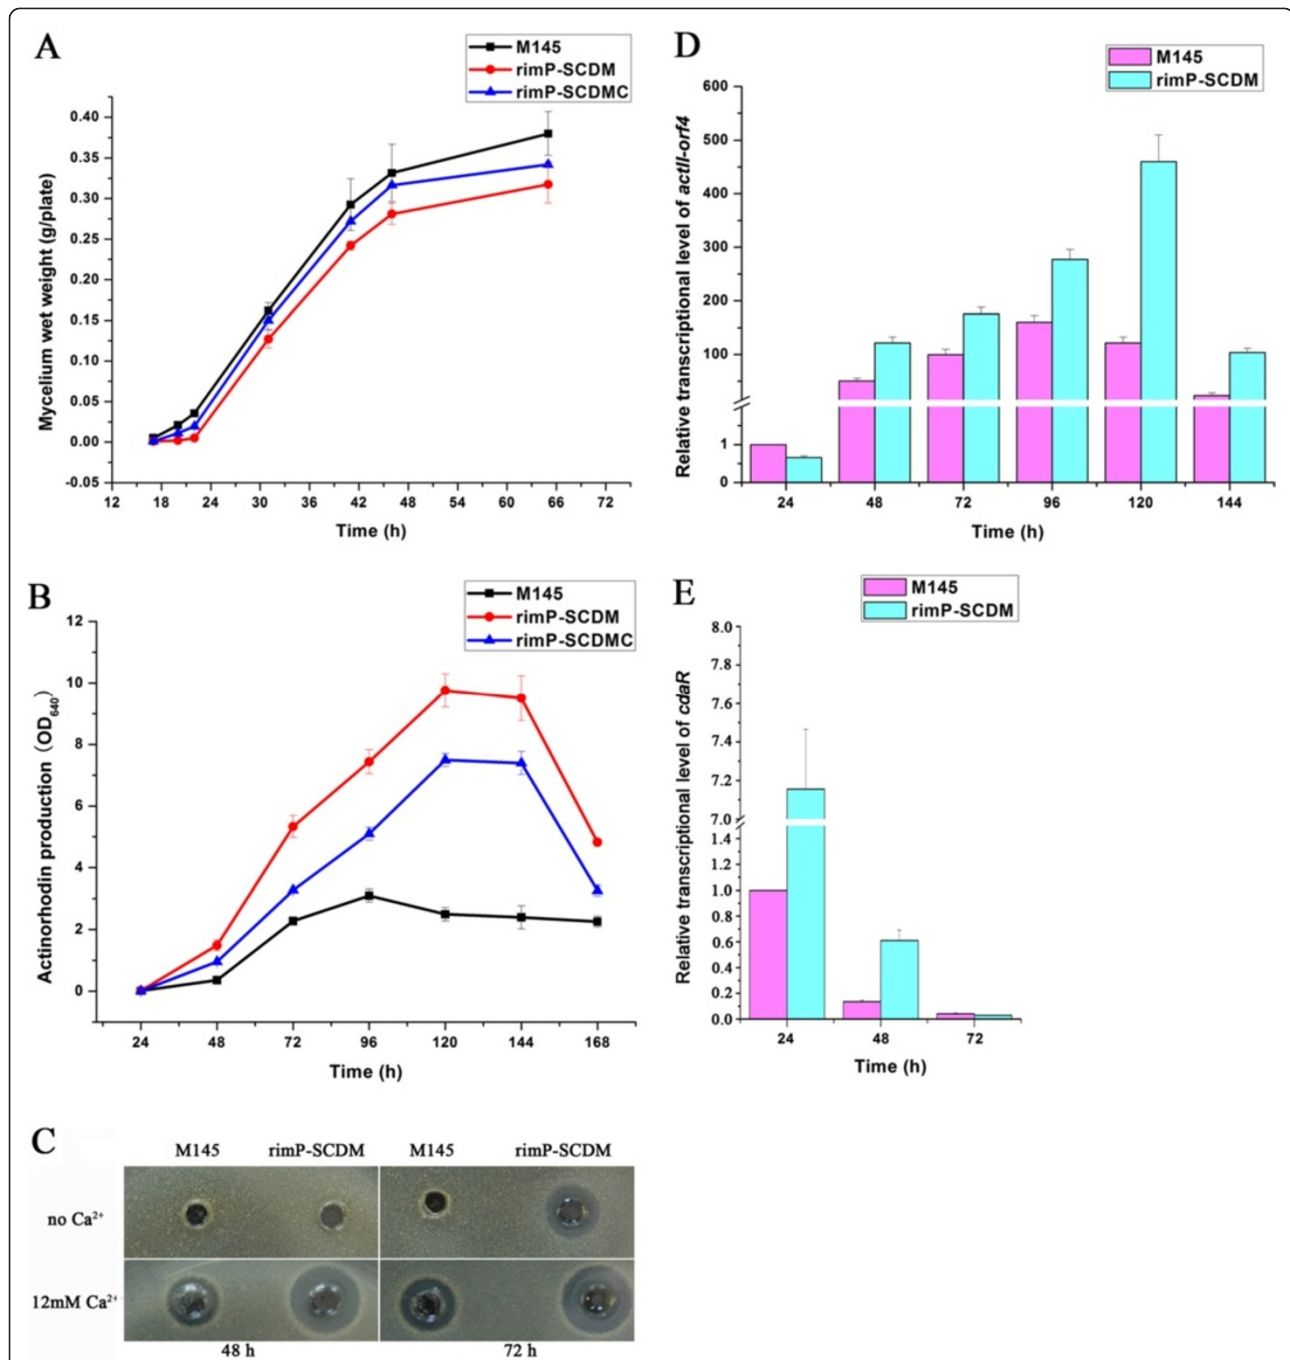 A
M145
rimP-SCDM
rimP-SCDMC
Mycelium wet weight (g/plate)
0.40
0.35
0.30
0.25
0.20
0.15
0.10
0.05
0.00
-0.05
12 18 24 30 36 42 48 54 60 66 72
Time (h)
D
M145
rimP-SCDM
Relative transcriptional level of actII-orf4
600
500
400
300
200
100
1
0
24 48 72 96 120 144
Time (h)
B
M145
rimP-SCDM
rimP-SCDMC
Actinorhodin production (OD640)
12
10
8
6
4
2
0
24 48 72 96 120 144 168
Time (h)
E
M145
rimP-SCDM
Relative transcriptional level of cdaR
8.0
7.8
7.6
7.4
7.2
7.0
1.4
1.2
1.0
0.8
0.6
0.4
0.2
0.0
24 48 72
Time (h)
C
M145 rimP-SCDM M145 rimP-SCDM
no Ca2+
12mM Ca2+
48 h 72 h